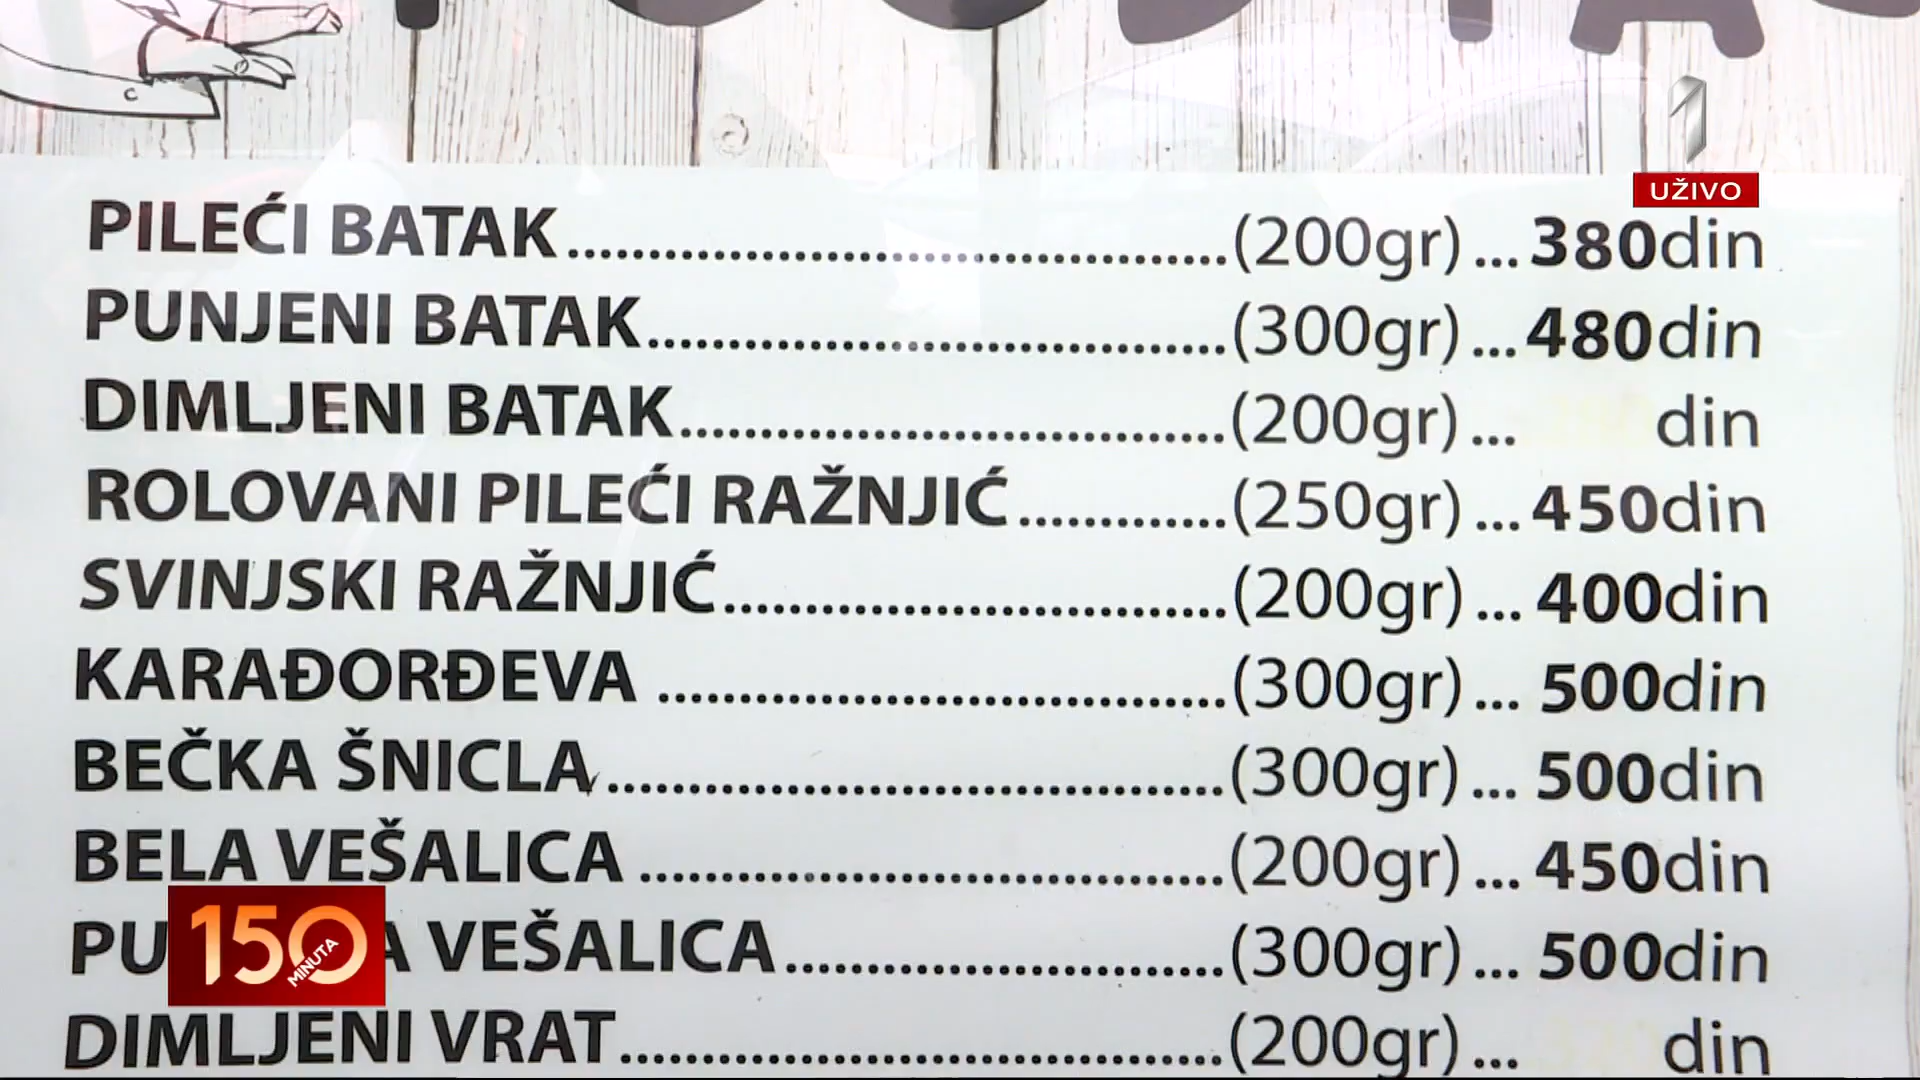 UŽIVO
PILEĆI BATAK (200gr) ... 380din
PUNJENI BATAK (300gr) ... 480din
DIMLJENI BATAK (200gr) ... din
ROLOVANI PILEĆI RAŽNJIĆ (250gr) ... 450din
SVINJSKI RAŽNJIĆ (200gr) ... 400din
KARAĐORĐEVA (300gr) ... 500din
BEČKA ŠNICLA (300gr) ... 500din
BELA VEŠALICA (200gr) ... 450din
VEŠALICA (300gr) ... 500din
150 MINUTA
DIMLJENI VRAT (200gr) ... din